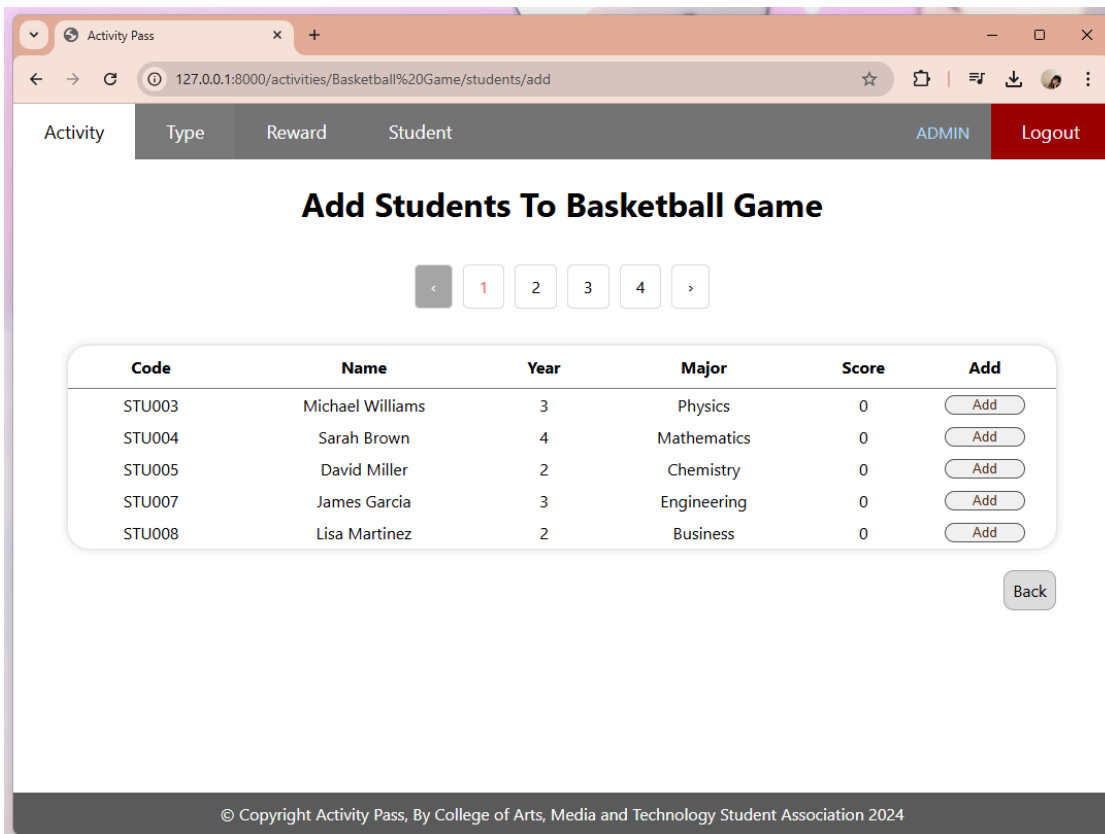 Activity Pass
127.0.0.1:8000/activities/Basketball%20Game/students/add
Activity Type Reward Student ADMIN Logout
Add Students To Basketball Game
‹ 1 2 3 4 ›
Code Name Year Major Score Add
STU003 Michael Williams 3 Physics 0 Add
STU004 Sarah Brown 4 Mathematics 0 Add
STU005 David Miller 2 Chemistry 0 Add
STU007 James Garcia 3 Engineering 0 Add
STU008 Lisa Martinez 2 Business 0 Add
Back
© Copyright Activity Pass, By College of Arts, Media and Technology Student Association 2024